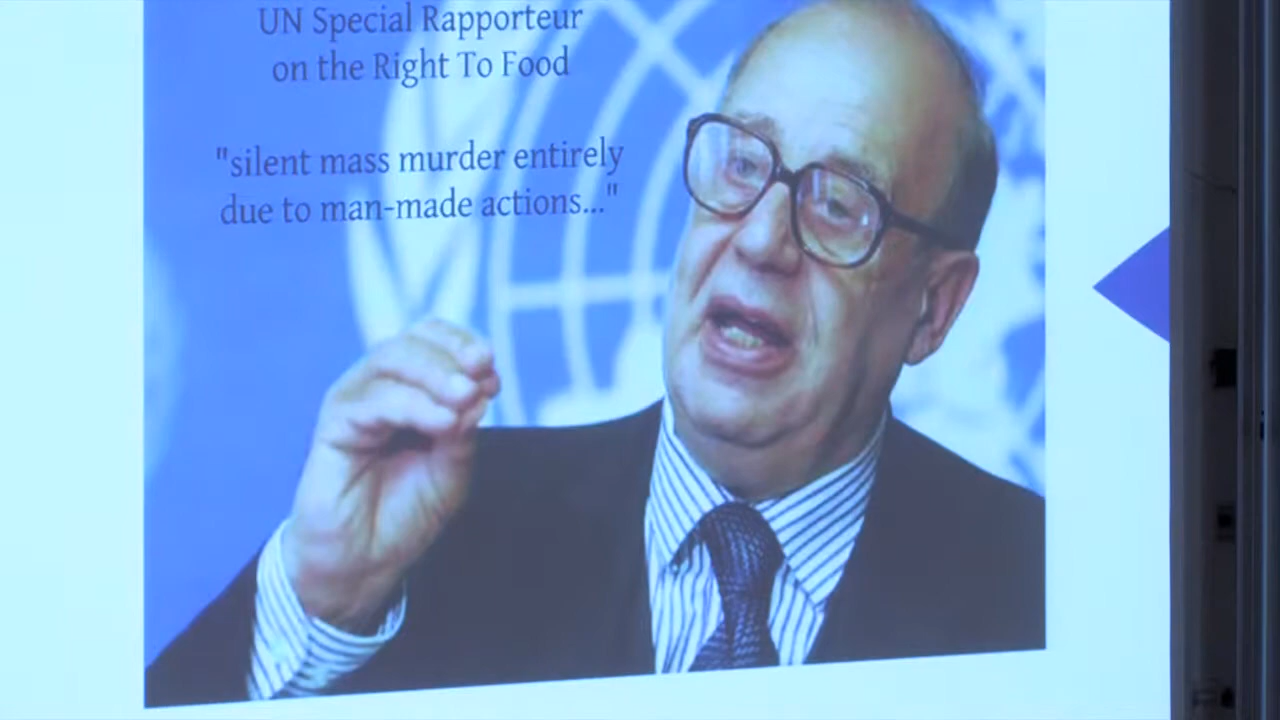 UN Special Rapporteur
on the Right To Food
"silent mass murder entirely
due to man-made actions..."